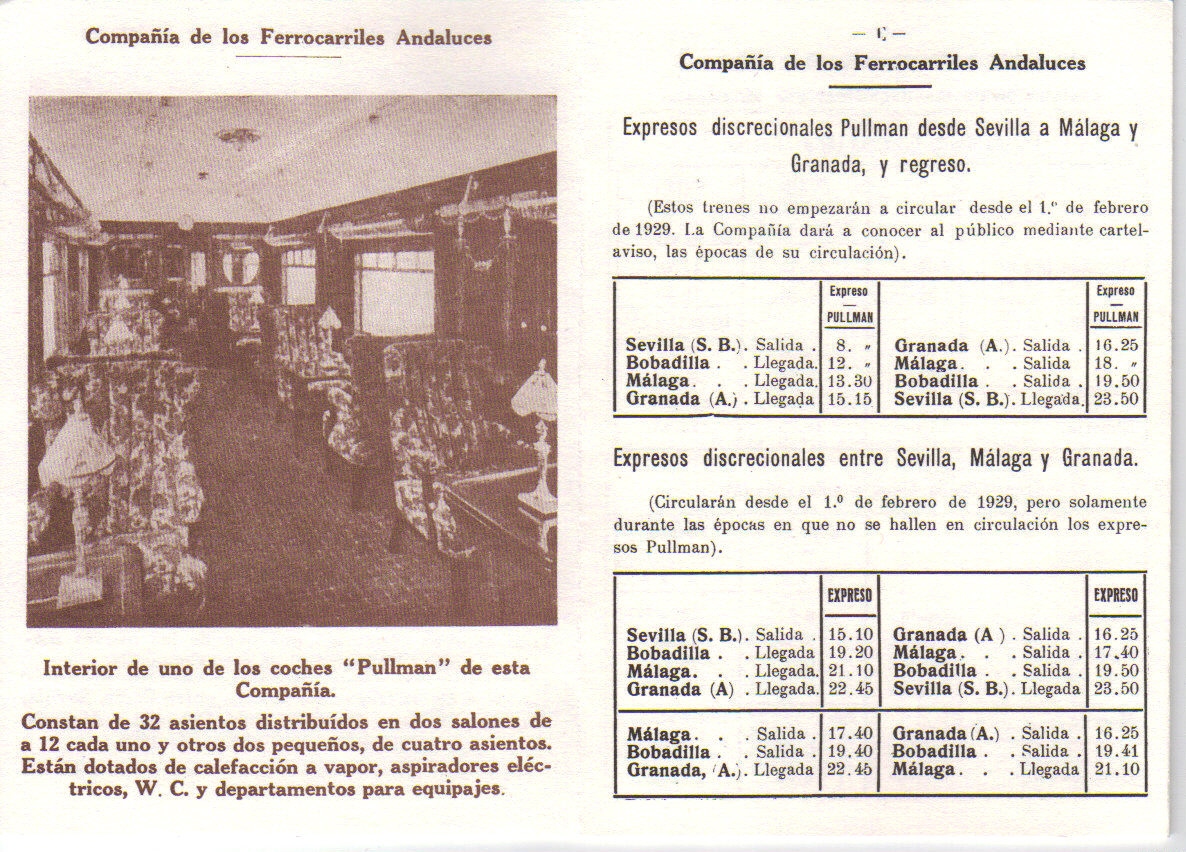 Compañía de los Ferrocarriles Andaluces
Interior de uno de los coches “Pullman” de esta
Compañía.
Constan de 32 asientos distribuídos en dos salones de
a 12 cada uno y otros dos pequeños, de cuatro asientos.
Están dotados de calefacción a vapor, aspiradores eléc-
tricos, W. C. y departamentos para equipajes.
Compañía de los Ferrocarriles Andaluces
Expresos discrecionales Pullman desde Sevilla a Málaga y
Granada, y regreso.
(Estos trenes no empezarán a circular desde el 1.º de febrero
de 1929. La Compañía dará a conocer al público mediante cartel-
aviso, las épocas de su circulación).
Expreso — PULLMAN Expreso — PULLMAN
Sevilla (S. B.). Salida . 8. „ Granada (A.). Salida . 16.25
Bobadilla . . Llegada. 12. „ Málaga. . . Salida 18. „
Málaga. . . Llegada. 13.30 Bobadilla . . Salida . 19.50
Granada (A.) . Llegada 15.15 Sevilla (S. B.). Llegada. 23.50
Expresos discrecionales entre Sevilla, Málaga y Granada.
(Circularán desde el 1.º de febrero de 1929, pero solamente
durante las épocas en que no se hallen en circulación los expre-
sos Pullman).
EXPRESO EXPRESO
Sevilla (S. B.). Salida . 15.10 Granada (A ) . Salida . 16.25
Bobadilla . . Llegada 19.20 Málaga. . . Salida . 17.40
Málaga. . . Llegada. 21.10 Bobadilla . . Salida . 19.50
Granada (A) . Llegada. 22.45 Sevilla (S. B.). Llegada 23.50
Málaga. . . Salida . 17.40 Granada (A.) . Salida . 16.25
Bobadilla . . Salida . 19.40 Bobadilla . . Salida . 19.41
Granada, (A.). Llegada 22.45 Málaga. . . Llegada 21.10